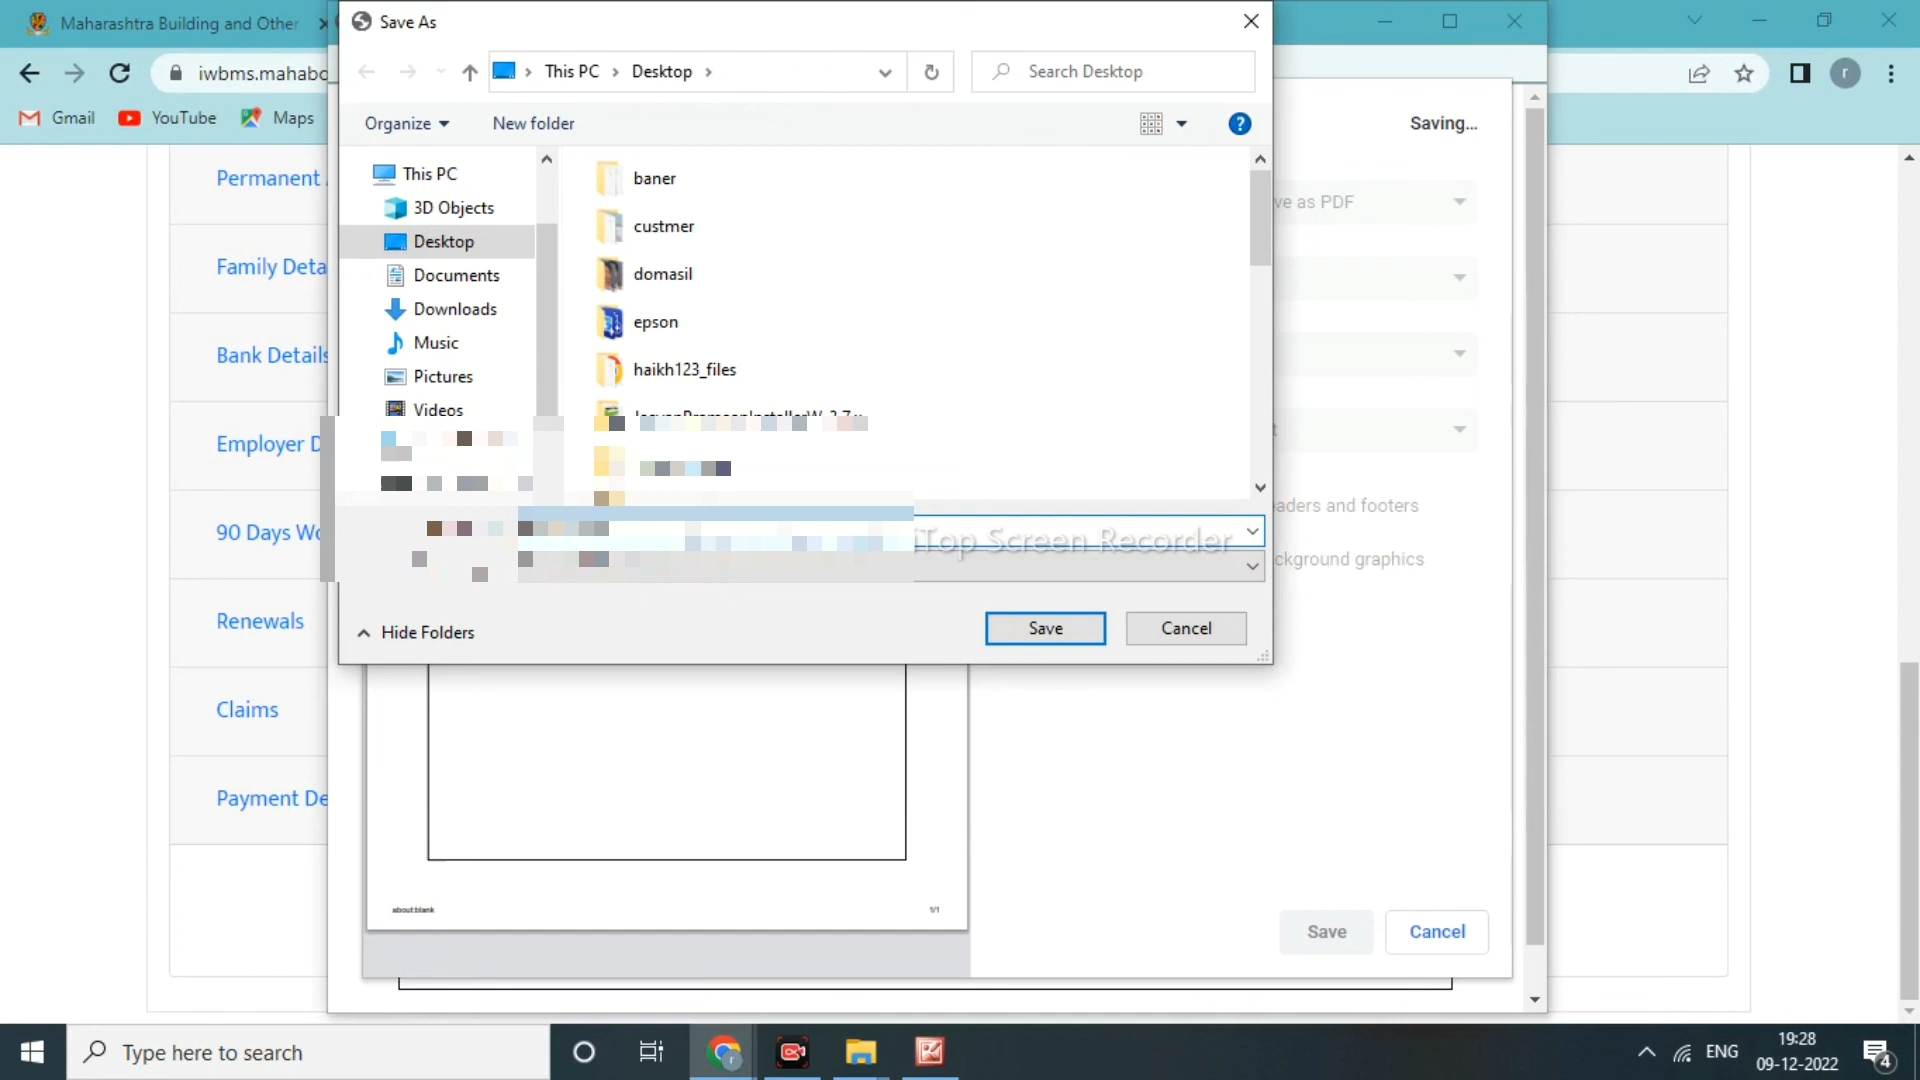 Maharashtra Building and Other
Save As
iwbms.mahabo
This PC
Desktop
Search Desktop
Gmail
YouTube
Maps
Organize
New folder
Saving...
Permanent
This PC
baner
3D Objects
ve as PDF
custmer
Desktop
Family Deta
Documents
domasil
Downloads
epson
Music
Bank Details
haikh123_files
Pictures
Videos
Employer D
aders and footers
90 Days Wo
iTop Screen Recorder
ckground graphics
Renewals
Hide Folders
Save
Cancel
Claims
Payment De
about:blank
1/1
Save
Cancel
Type here to search
ENG
19:28
09-12-2022
4